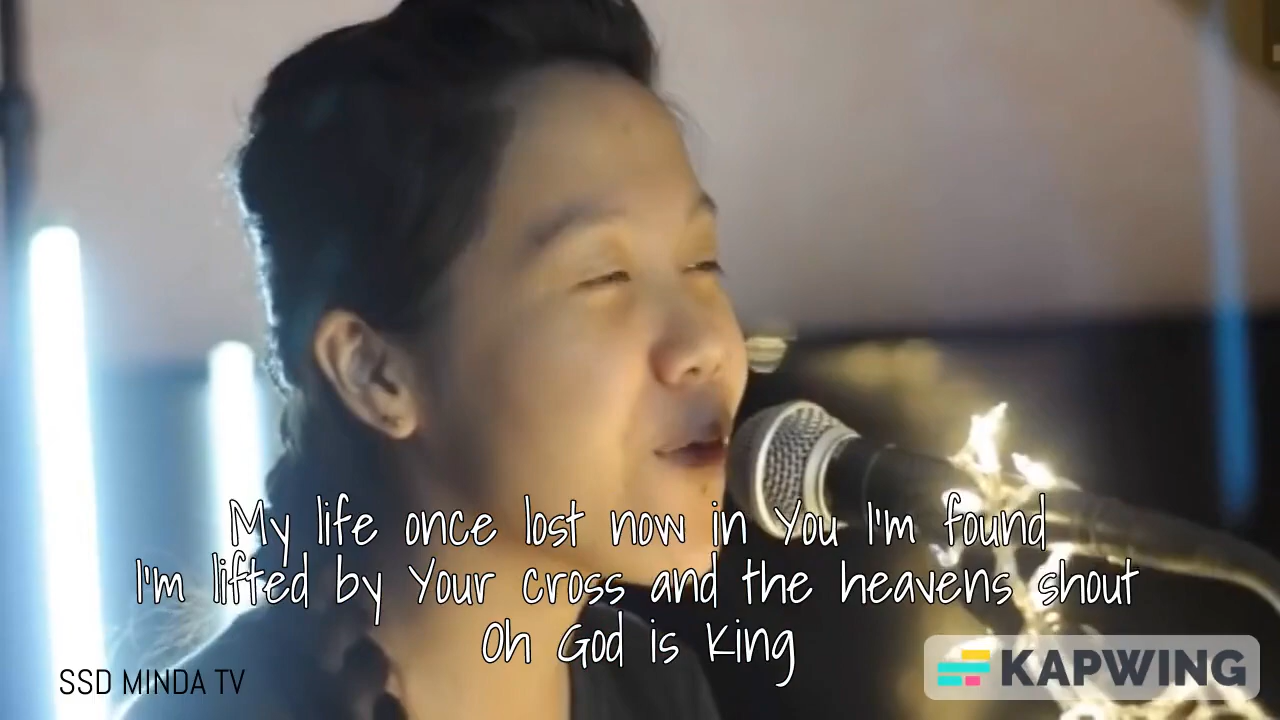 My life once lost now in You I'm found
I'm lifted by Your Cross and the heavens shout
Oh God is King
SSD MINDA TV
KAPWING